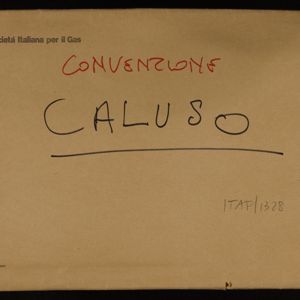 cietà Italiana per il Gas
CONVENZIONE
CALUSO
ITAF/1328